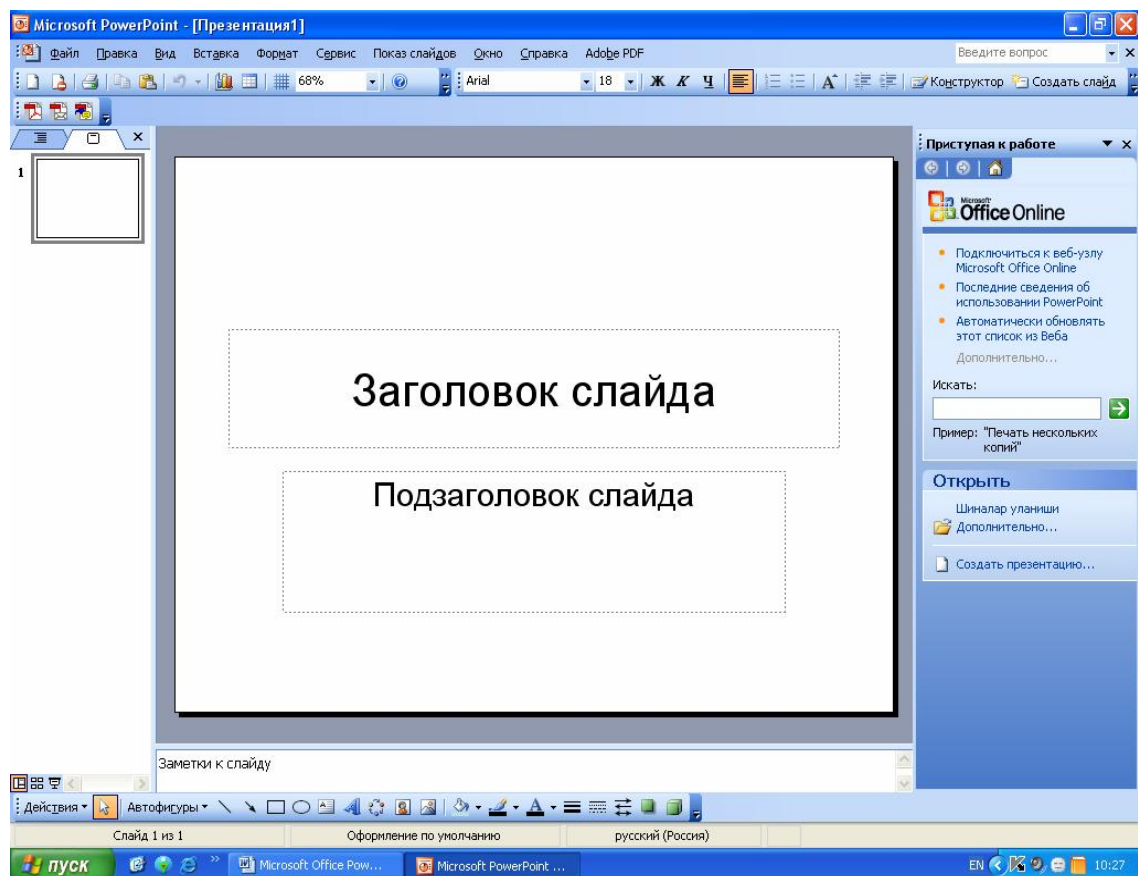 Microsoft PowerPoint - [Презентация1]
Файл Правка Вид Вставка Формат Сервис Показ слайдов Окно Справка Adobe PDF Введите вопрос
68% Arial 18 Ж К Ч Конструктор Создать слайд
Приступая к работе
1
Microsoft
Office Online
Подключиться к веб-узлу
Microsoft Office Online
Последние сведения об
использовании PowerPoint
Автоматически обновлять
этот список из Веба
Дополнительно...
Искать:
Пример: "Печать нескольких
копий"
Заголовок слайда
Подзаголовок слайда
Открыть
Шиналар уланиши
Дополнительно...
Создать презентацию...
Заметки к слайду
Действия Автофигуры
Слайд 1 из 1 Оформление по умолчанию русский (Россия)
пуск Microsoft Office Pow... Microsoft PowerPoint ... EN 10:27